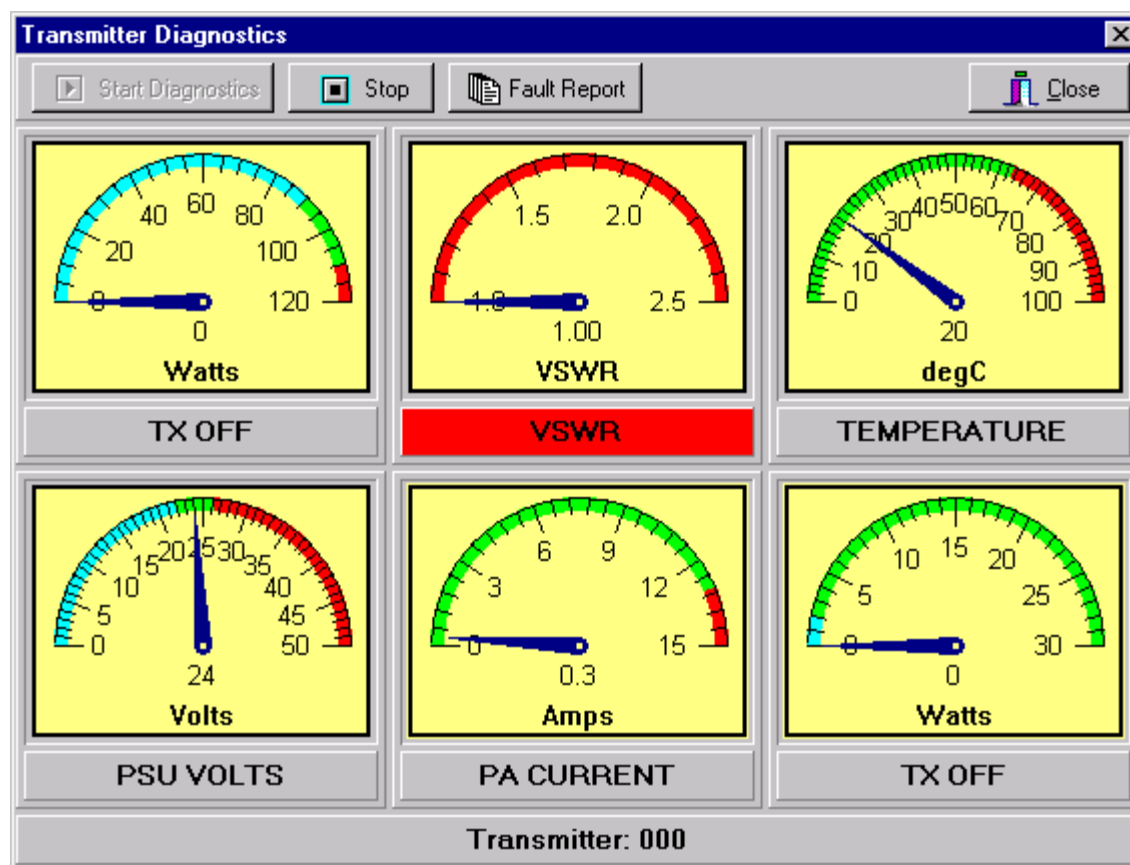 Transmitter Diagnostics
Start Diagnostics Stop Fault Report Close
0 20 40 60 80 100 120
0
Watts
TX OFF
1.0 1.5 2.0 2.5
1.00
VSWR
VSWR
0 10 20 30 40 50 60 70 80 90 100
20
degC
TEMPERATURE
0 5 10 15 20 25 30 35 40 45 50
24
Volts
PSU VOLTS
0 3 6 9 12 15
0.3
Amps
PA CURRENT
0 5 10 15 20 25 30
0
Watts
TX OFF
Transmitter: 000